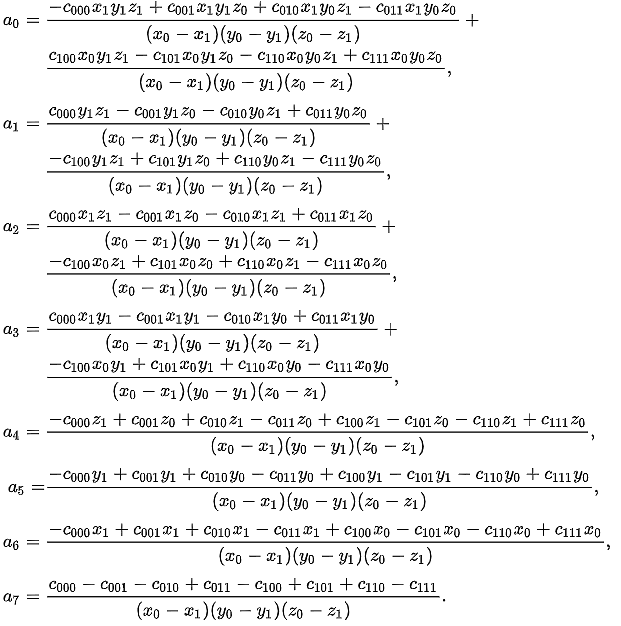 a_0 = \frac{-c_{000}x_1y_1z_1 + c_{001}x_1y_1z_0 + c_{010}x_1y_0z_1 - c_{011}x_1y_0z_0}{(x_0 - x_1)(y_0 - y_1)(z_0 - z_1)} +
\frac{c_{100}x_0y_1z_1 - c_{101}x_0y_1z_0 - c_{110}x_0y_0z_1 + c_{111}x_0y_0z_0}{(x_0 - x_1)(y_0 - y_1)(z_0 - z_1)},
a_1 = \frac{c_{000}y_1z_1 - c_{001}y_1z_0 - c_{010}y_0z_1 + c_{011}y_0z_0}{(x_0 - x_1)(y_0 - y_1)(z_0 - z_1)} +
\frac{-c_{100}y_1z_1 + c_{101}y_1z_0 + c_{110}y_0z_1 - c_{111}y_0z_0}{(x_0 - x_1)(y_0 - y_1)(z_0 - z_1)},
a_2 = \frac{c_{000}x_1z_1 - c_{001}x_1z_0 - c_{010}x_1z_1 + c_{011}x_1z_0}{(x_0 - x_1)(y_0 - y_1)(z_0 - z_1)} +
\frac{-c_{100}x_0z_1 + c_{101}x_0z_0 + c_{110}x_0z_1 - c_{111}x_0z_0}{(x_0 - x_1)(y_0 - y_1)(z_0 - z_1)},
a_3 = \frac{c_{000}x_1y_1 - c_{001}x_1y_1 - c_{010}x_1y_0 + c_{011}x_1y_0}{(x_0 - x_1)(y_0 - y_1)(z_0 - z_1)} +
\frac{-c_{100}x_0y_1 + c_{101}x_0y_1 + c_{110}x_0y_0 - c_{111}x_0y_0}{(x_0 - x_1)(y_0 - y_1)(z_0 - z_1)},
a_4 = \frac{-c_{000}z_1 + c_{001}z_0 + c_{010}z_1 - c_{011}z_0 + c_{100}z_1 - c_{101}z_0 - c_{110}z_1 + c_{111}z_0}{(x_0 - x_1)(y_0 - y_1)(z_0 - z_1)},
a_5 = \frac{-c_{000}y_1 + c_{001}y_1 + c_{010}y_0 - c_{011}y_0 + c_{100}y_1 - c_{101}y_1 - c_{110}y_0 + c_{111}y_0}{(x_0 - x_1)(y_0 - y_1)(z_0 - z_1)},
a_6 = \frac{-c_{000}x_1 + c_{001}x_1 + c_{010}x_1 - c_{011}x_1 + c_{100}x_0 - c_{101}x_0 - c_{110}x_0 + c_{111}x_0}{(x_0 - x_1)(y_0 - y_1)(z_0 - z_1)},
a_7 = \frac{c_{000} - c_{001} - c_{010} + c_{011} - c_{100} + c_{101} + c_{110} - c_{111}}{(x_0 - x_1)(y_0 - y_1)(z_0 - z_1)}.